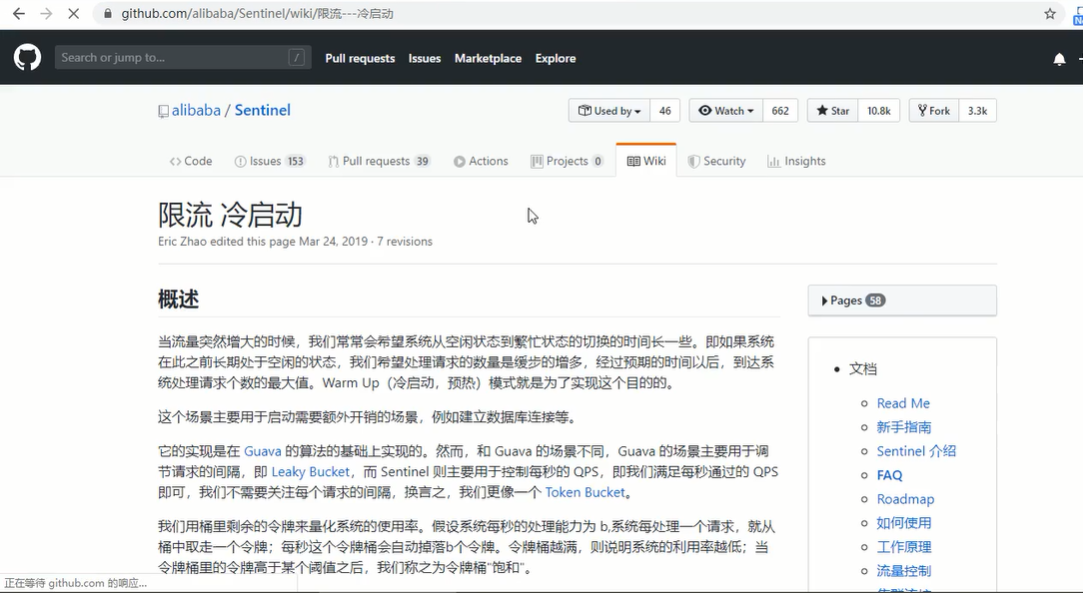 github.com/alibaba/Sentinel/wiki/限流---冷启动
Search or jump to... / Pull requests Issues Marketplace Explore
alibaba / Sentinel Used by 46 Watch 662 Star 10.8k Fork 3.3k
Code Issues 153 Pull requests 39 Actions Projects 0 Wiki Security Insights
限流 冷启动
Eric Zhao edited this page Mar 24, 2019 · 7 revisions
概述
当流量突然增大的时候，我们常常会希望系统从空闲状态到繁忙状态的切换的时间长一些。即如果系统
在此之前长期处于空闲的状态，我们希望处理请求的数量是缓步的增多，经过预期的时间以后，到达系
统处理请求个数的最大值。Warm Up（冷启动，预热）模式就是为了实现这个目的的。
这个场景主要用于启动需要额外开销的场景，例如建立数据库连接等。
它的实现是在 Guava 的算法的基础上实现的。然而，和 Guava 的场景不同，Guava 的场景主要用于调
节请求的间隔，即 Leaky Bucket，而 Sentinel 则主要用于控制每秒的 QPS，即我们满足每秒通过的 QPS
即可，我们不需要关注每个请求的间隔，换言之，我们更像一个 Token Bucket。
我们用桶里剩余的令牌来量化系统的使用率。假设系统每秒的处理能力为 b,系统每处理一个请求，就从
桶中取走一个令牌；每秒这个令牌桶会自动掉落b个令牌。令牌桶越满，则说明系统的利用率越低；当
令牌桶里的令牌高于某个阈值之后，我们称之为令牌桶"饱和"。
Pages 58
文档
Read Me
新手指南
Sentinel 介绍
FAQ
Roadmap
如何使用
工作原理
流量控制
正在等待 github.com 的响应...